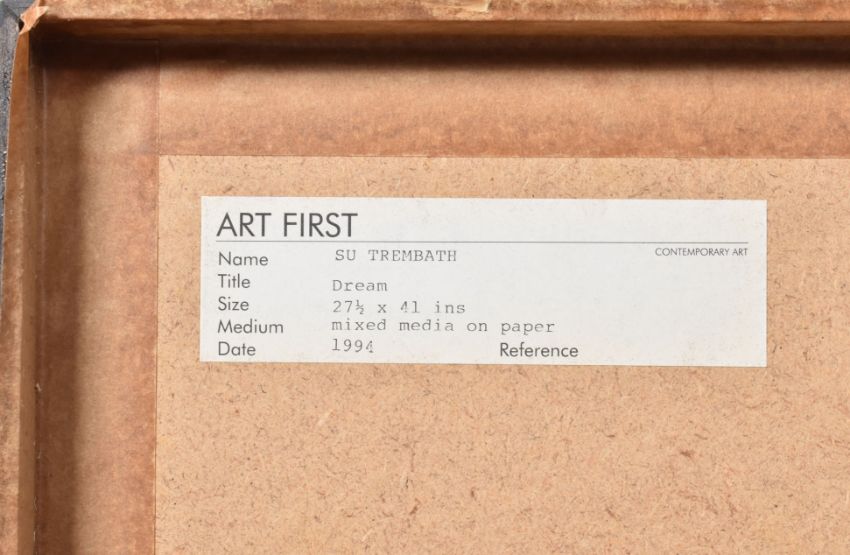 ART FIRST
CONTEMPORARY ART
Name SU TREMBATH
Title Dream
Size 27½ x 41 ins
Medium mixed media on paper
Date 1994 Reference